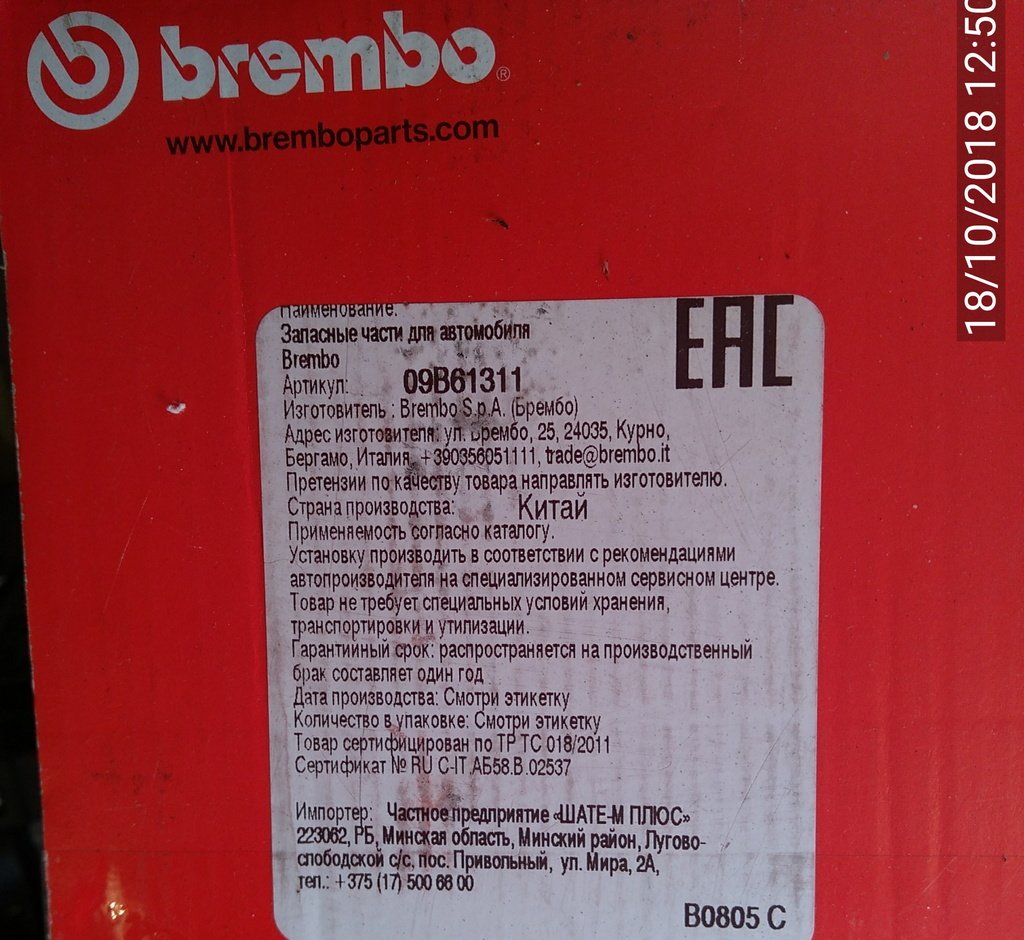 brembo®
www.bremboparts.com
18/10/2018 12:50
Наименование:
EAC
Запасные части для автомобиля
Brembo
Артикул: 09B61311
Изготовитель : Brembo S.p.A. (Брембо)
Адрес изготовителя: ул. Брембо, 25, 24035, Курно,
Бергамо, Италия, +390356051111, trade@brembo.it
Претензии по качеству товара направлять изготовителю.
Страна производства: Китай
Применяемость согласно каталогу.
Установку производить в соответствии с рекомендациями
автопроизводителя на специализированном сервисном центре.
Товар не требует специальных условий хранения,
транспортировки и утилизации.
Гарантийный срок: распространяется на производственный
брак составляет один год
Дата производства: Смотри этикетку
Количество в упаковке: Смотри этикетку
Товар сертифицирован по ТР ТС 018/2011
Сертификат № RU C-IT.АБ58.В.02537
Импортер: Частное предприятие «ШАТЕ-М ПЛЮС»
223062, РБ, Минская область, Минский район, Лугово-
слободской с/с, пос. Привольный, ул. Мира, 2А,
тел.: +375 (17) 500 66 00
B0805 C